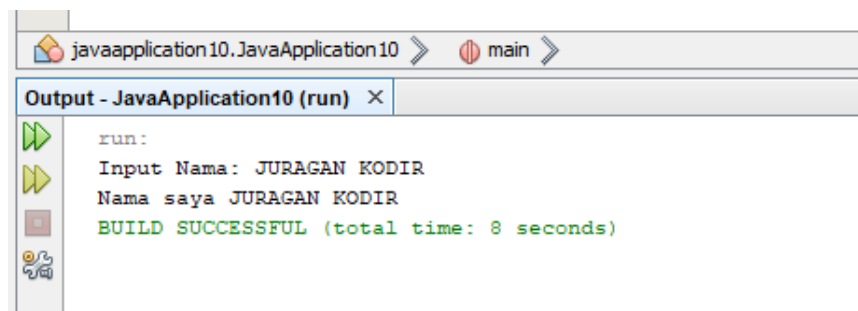 javaapplication10.JavaApplication10 main
Output - JavaApplication10 (run)
run:
Input Nama: JURAGAN KODIR
Nama saya JURAGAN KODIR
BUILD SUCCESSFUL (total time: 8 seconds)